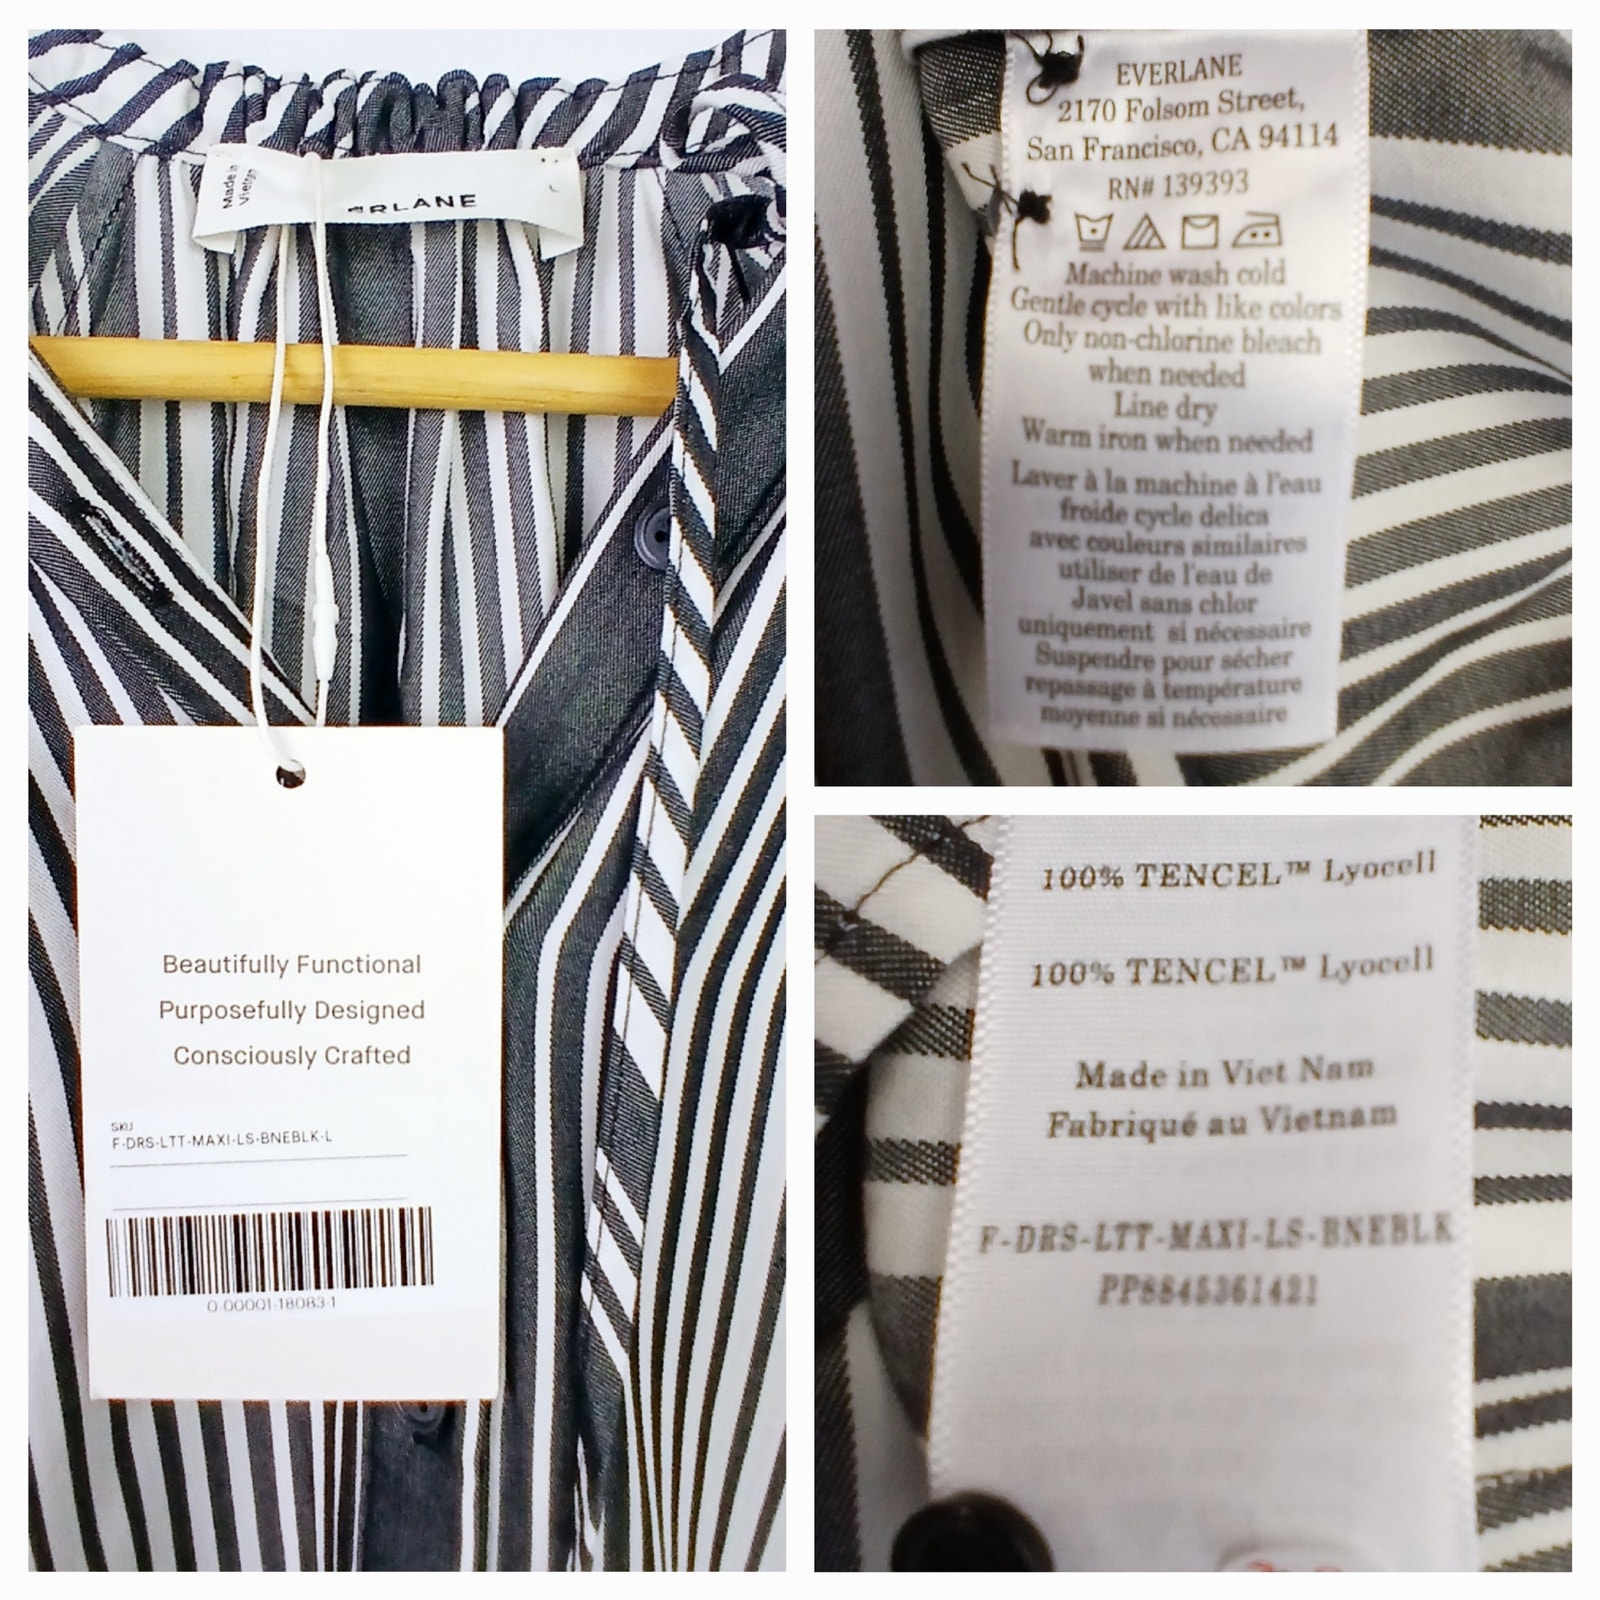 Made in
ERLANE
Beautifully Functional
Purposefully Designed
Consciously Crafted
SKU
F-DRS-LTT-MAXI-LS-BNEBLK-L
0-00001-18083-1
EVERLANE
2170 Folsom Street,
San Francisco, CA 94114
RN# 139393
Machine wash cold
Gentle cycle with like colors
Only non-chlorine bleach
when needed
Line dry
Warm iron when needed
Laver à la machine à l'eau
froide cycle delica
avec couleurs similaires
utiliser de l'eau de
Javel sans chlor
uniquement si nécessaire
Suspendre pour sécher
repassage à température
moyenne si nécessaire
100% TENCEL™ Lyocell
100% TENCEL™ Lyocell
Made in Viet Nam
Fabriqué au Vietnam
F-DRS-LTT-MAXI-LS-BNEBLK
PP8845361421